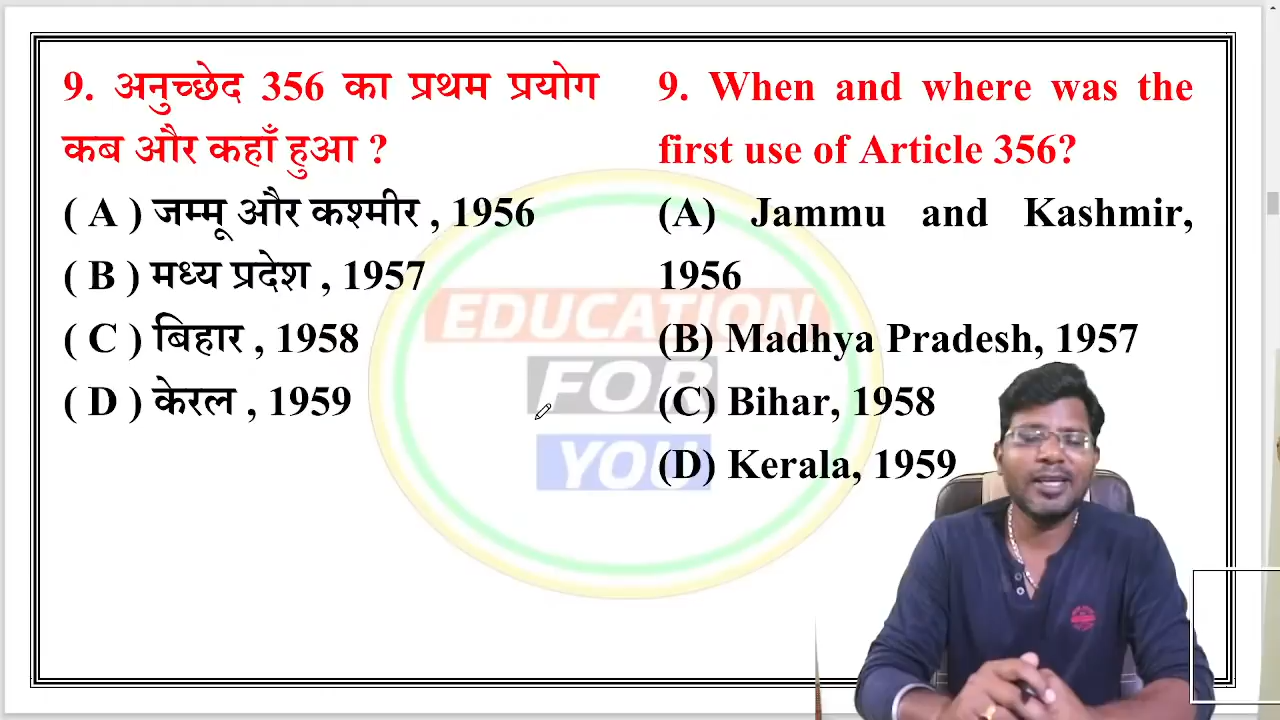 9. अनुच्छेद 356 का प्रथम प्रयोग
कब और कहाँ हुआ ?
( A ) जम्मू और कश्मीर , 1956
( B ) मध्य प्रदेश , 1957
( C ) बिहार , 1958
( D ) केरल , 1959
9. When and where was the
first use of Article 356?
(A) Jammu and Kashmir,
1956
(B) Madhya Pradesh, 1957
(C) Bihar, 1958
(D) Kerala, 1959
EDUCATION
FOR
YOU